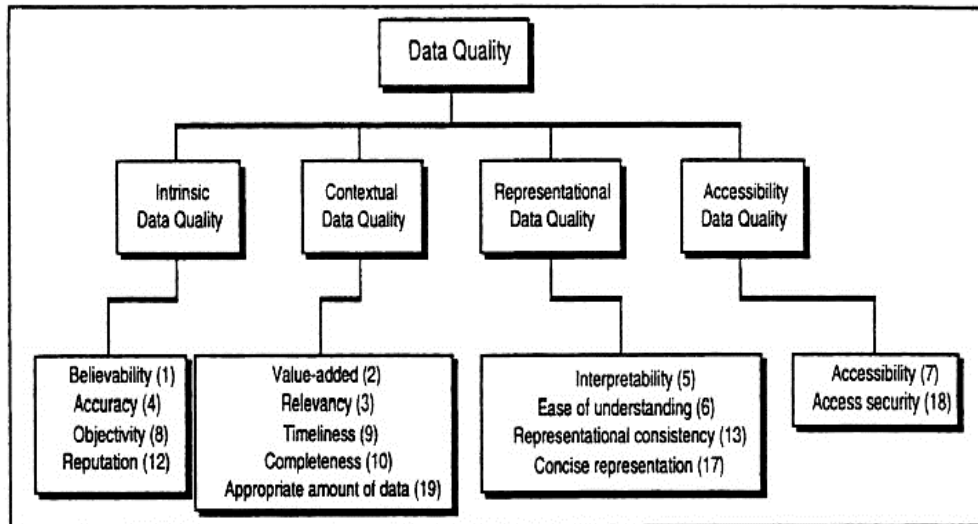 Data Quality
Intrinsic
Data Quality
Contextual
Data Quality
Representational
Data Quality
Accessibility
Data Quality
Believability (1)
Accuracy (4)
Objectivity (8)
Reputation (12)
Value-added (2)
Relevancy (3)
Timeliness (9)
Completeness (10)
Appropriate amount of data (19)
Interpretability (5)
Ease of understanding (6)
Representational consistency (13)
Concise representation (17)
Accessibility (7)
Access security (18)